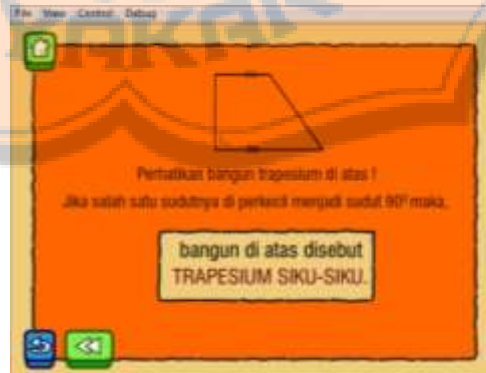 File View Control Debug
Perhatikan bangun trapesium di atas !
Jika salah satu sudutnya di perkecil menjadi sudut 90⁰ maka,
bangun di atas disebut
TRAPESIUM SIKU-SIKU.